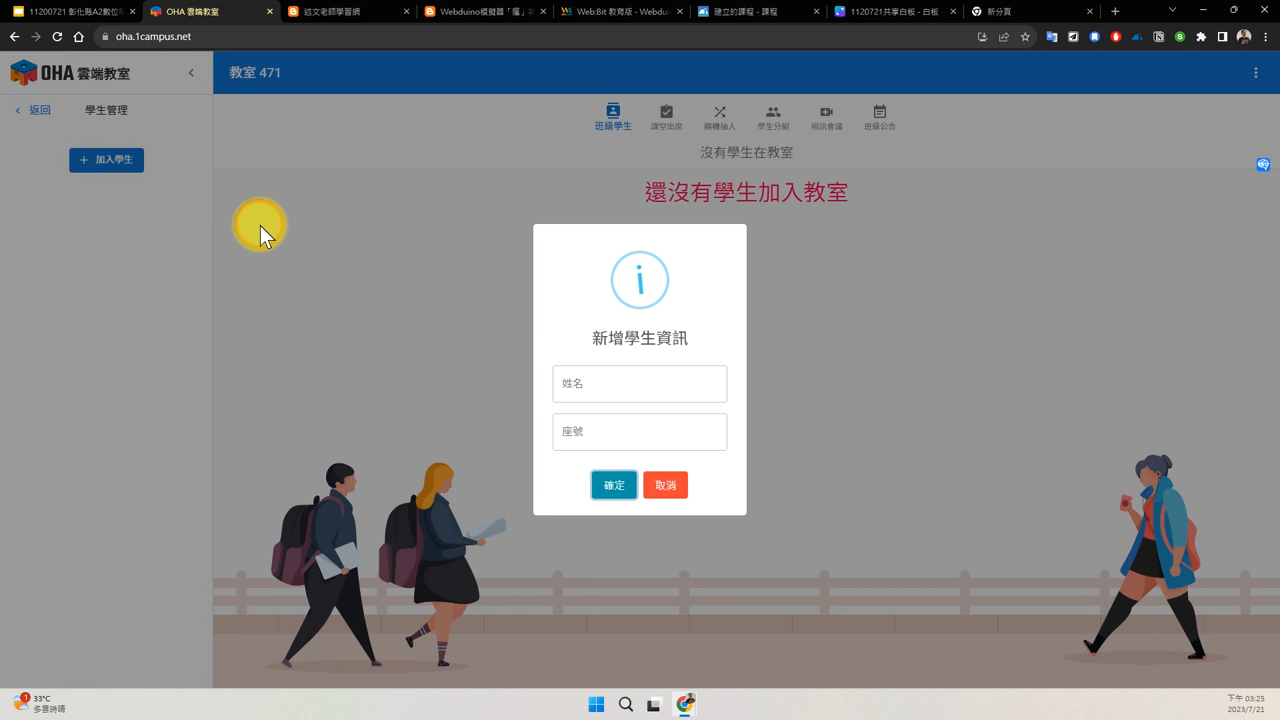 11200721 彰化縣A2數位
OHA 雲端教室
這文老師學習網
Webduino模擬器「瘋」
Web:Bit 教育版 - Webdui
建立的課程 - 課程
1120721共享白板 - 白板
新分頁
oha.1campus.net
OHA 雲端教室
教室 471
返回
學生管理
加入學生
班級學生
課堂出席
隨機抽人
學生分組
視訊會議
班級公告
沒有學生在教室
還沒有學生加入教室
i
新增學生資訊
姓名
座號
確定
取消
1
33°C
多雲時晴
下午 03:25
2023/7/21